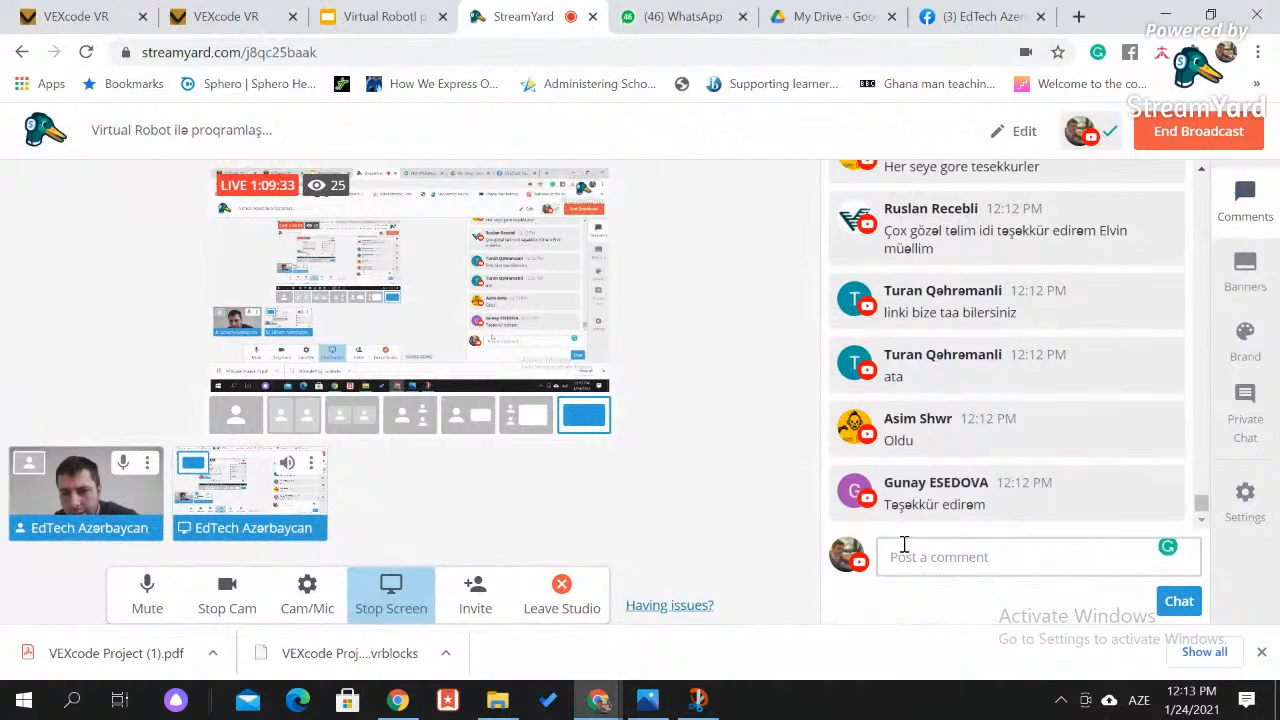 VEXcode VR
VEXcode VR
Virtual Robotl p
StreamYard
(46) WhatsApp
My Drive - Goo
(3) EdTech Azer
Powered by
StreamYard
streamyard.com/j8qc25baak
Apps
Bookmarks
Sphero | Sphero He...
How We Express O...
Administering Scho...
Supporting learner...
Ghana man teachin...
Welcome to the co...
Virtual Robot ilə proqramlaş...
Edit
End Broadcast
LIVE 1:09:33
25
Her şeye gore tesekkurler
Ruslan Recebli 12:12 PM
Çox gözəl təlim idi təşəkkür edirəm Elvin
müəllim
Turan Qəhrəmanli 12:12 PM
linki bize daa bilersiniz
Turan Qəhrəmanli 12:12 PM
ata
Asim Shwr 12:12 PM
Oldu
Gunay ESEDOVA 12:12 PM
Təşəkkür edirəm
Post a comment
Chat
Comments
Banners
Brand
Private
Chat
Settings
EdTech Azərbaycan
EdTech Azərbaycan
Mute
Stop Cam
Cam/Mic
Stop Screen
Invite
Leave Studio
Having issues?
Activate Windows
Go to Settings to activate Windows.
VEXcode Project (1).pdf
VEXcode Proj....vrblocks
Show all
AZE
12:13 PM
1/24/2021